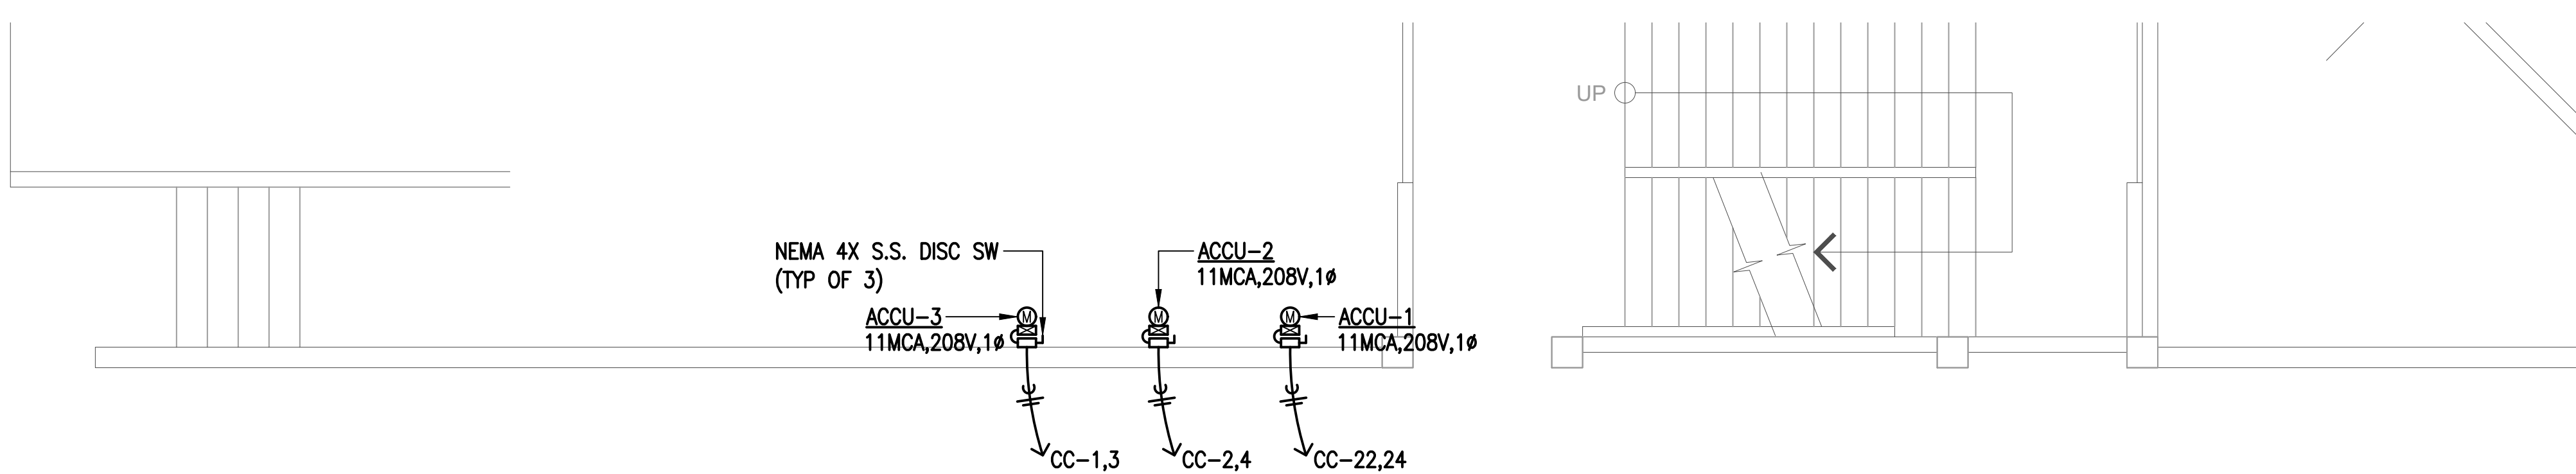 UP
NEMA 4X S.S. DISC SW
(TYP OF 3)
ACCU-2
11MCA,208V,1ø
ACCU-3
11MCA,208V,1ø
ACCU-1
11MCA,208V,1ø
M
M
M
CC-1,3
CC-2,4
CC-22,24